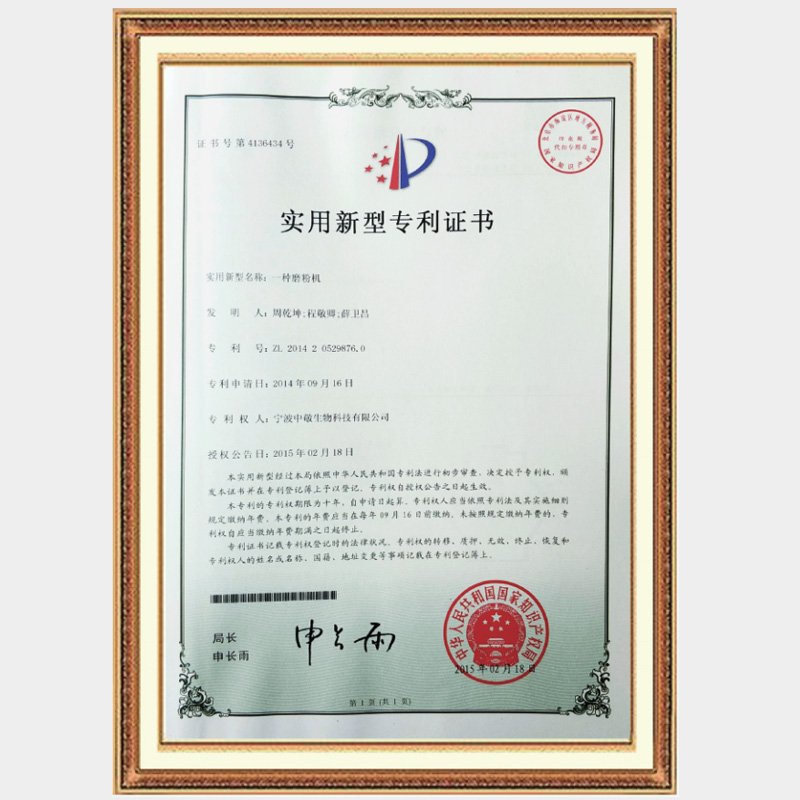 证书号第4136434号
实用新型专利证书
实用新型名称：一种磨粉机
发 明 人：周乾坤;程敬卿;薛卫昌
专 利 号：ZL 2014 2 0529876.0
专利申请日：2014年09月16日
专 利 权 人：宁波中敬生物科技有限公司
授权公告日：2015年02月18日
本实用新型经过本局依照中华人民共和国专利法进行初步审查，决定授予专利权，颁
发本证书并在专利登记簿上予以登记。专利权自授权公告之日起生效。
本专利的专利权期限为十年，自申请日起算。专利权人应当依照专利法及其实施细则
规定缴纳年费。本专利的年费应当在每年09月16日前缴纳。未按照规定缴纳年费的，专
利权自应当缴纳年费期满之日起终止。
专利证书记载专利权登记时的法律状况。专利权的转移、质押、无效、终止、恢复和
专利权人的姓名或名称、国籍、地址变更等事项记载在专利登记簿上。
局长
申长雨
申长雨
中华人民共和国国家知识产权局
2015年02月18日
第 1 页 (共 1 页)